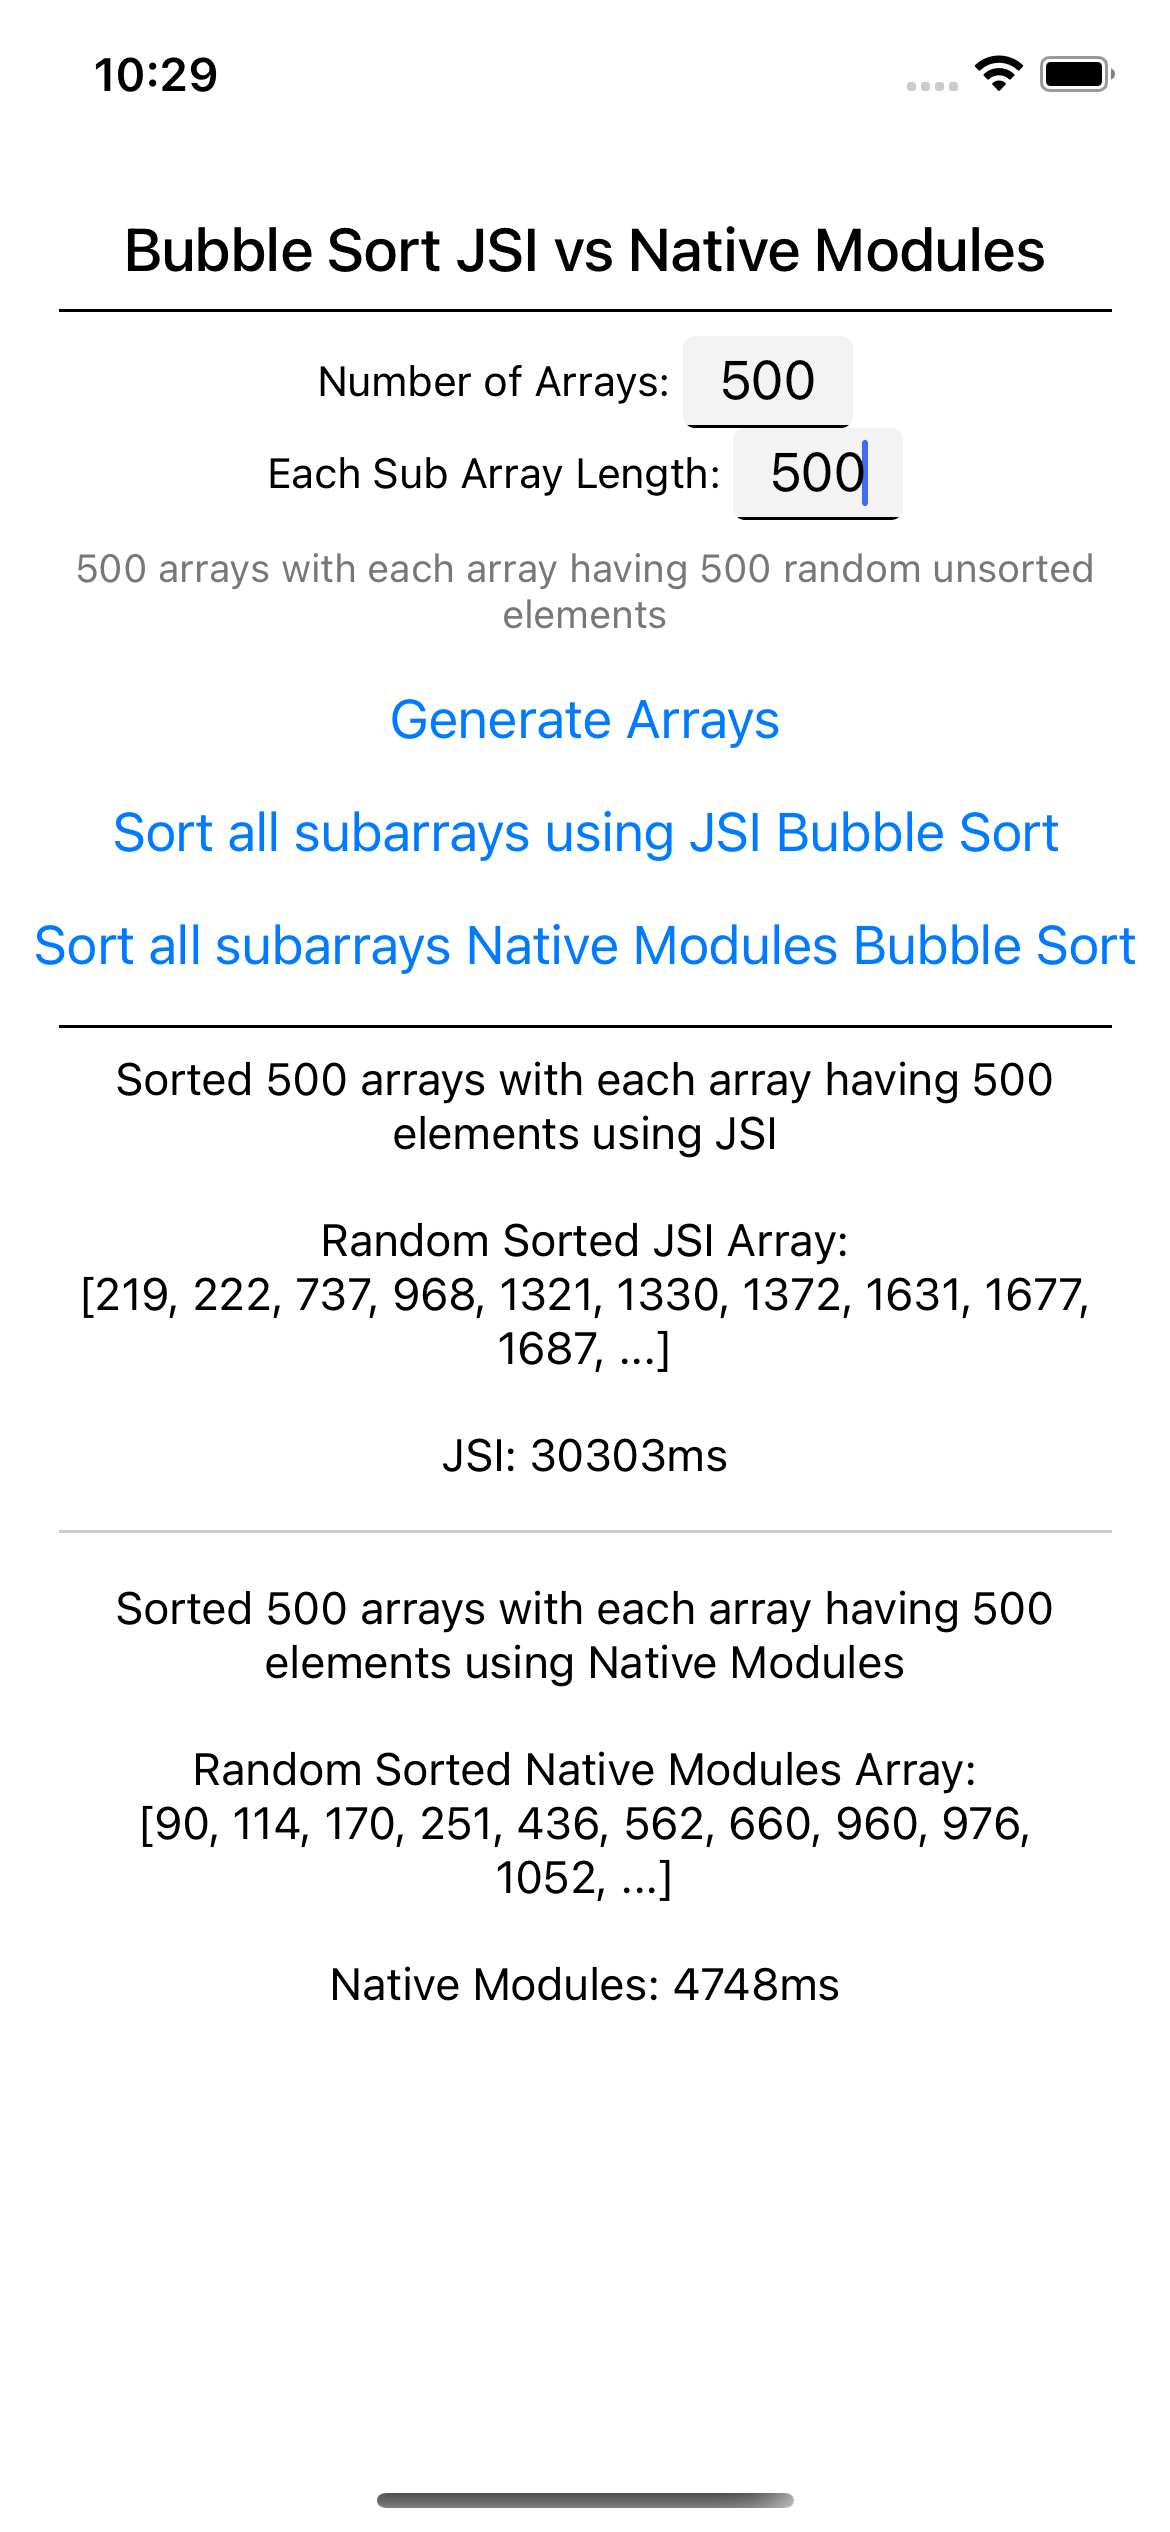 10:29
Bubble Sort JSI vs Native Modules
Number of Arrays: 500
Each Sub Array Length: 500
500 arrays with each array having 500 random unsorted
elements
Generate Arrays
Sort all subarrays using JSI Bubble Sort
Sort all subarrays Native Modules Bubble Sort
Sorted 500 arrays with each array having 500
elements using JSI
Random Sorted JSI Array:
[219, 222, 737, 968, 1321, 1330, 1372, 1631, 1677,
1687, ...]
JSI: 30303ms
Sorted 500 arrays with each array having 500
elements using Native Modules
Random Sorted Native Modules Array:
[90, 114, 170, 251, 436, 562, 660, 960, 976,
1052, ...]
Native Modules: 4748ms